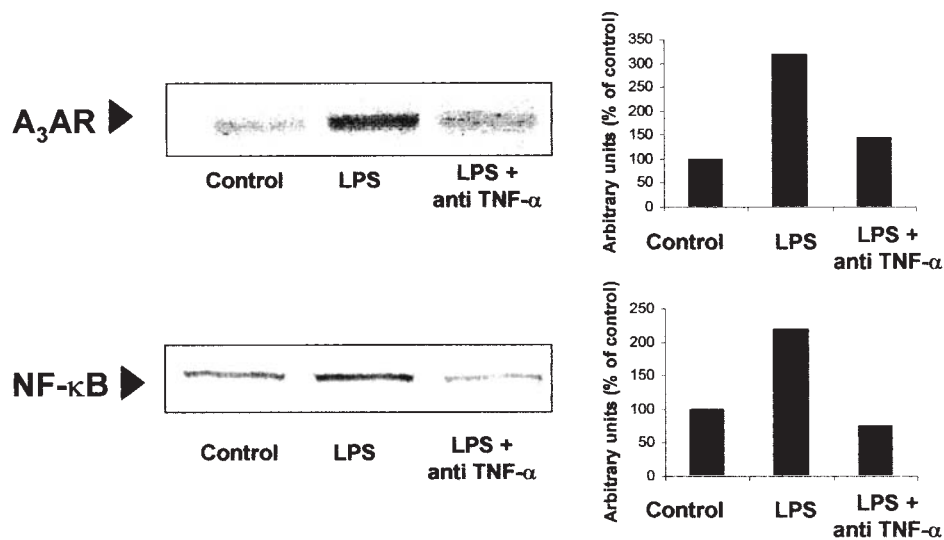 A₃AR
Control
LPS
LPS +
anti TNF-α
Arbitrary units (% of control)
350
300
250
200
150
100
50
0
Control
LPS
LPS +
anti TNF-α
NF-κB
Control
LPS
LPS +
anti TNF-α
Arbitrary units (% of control)
250
200
150
100
50
0
Control
LPS
LPS +
anti TNF-α